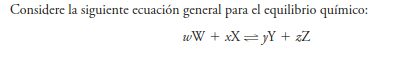 Considere la siguiente ecuación general para el equilibrio químico:
wW + xX ⇌ yY + zZ